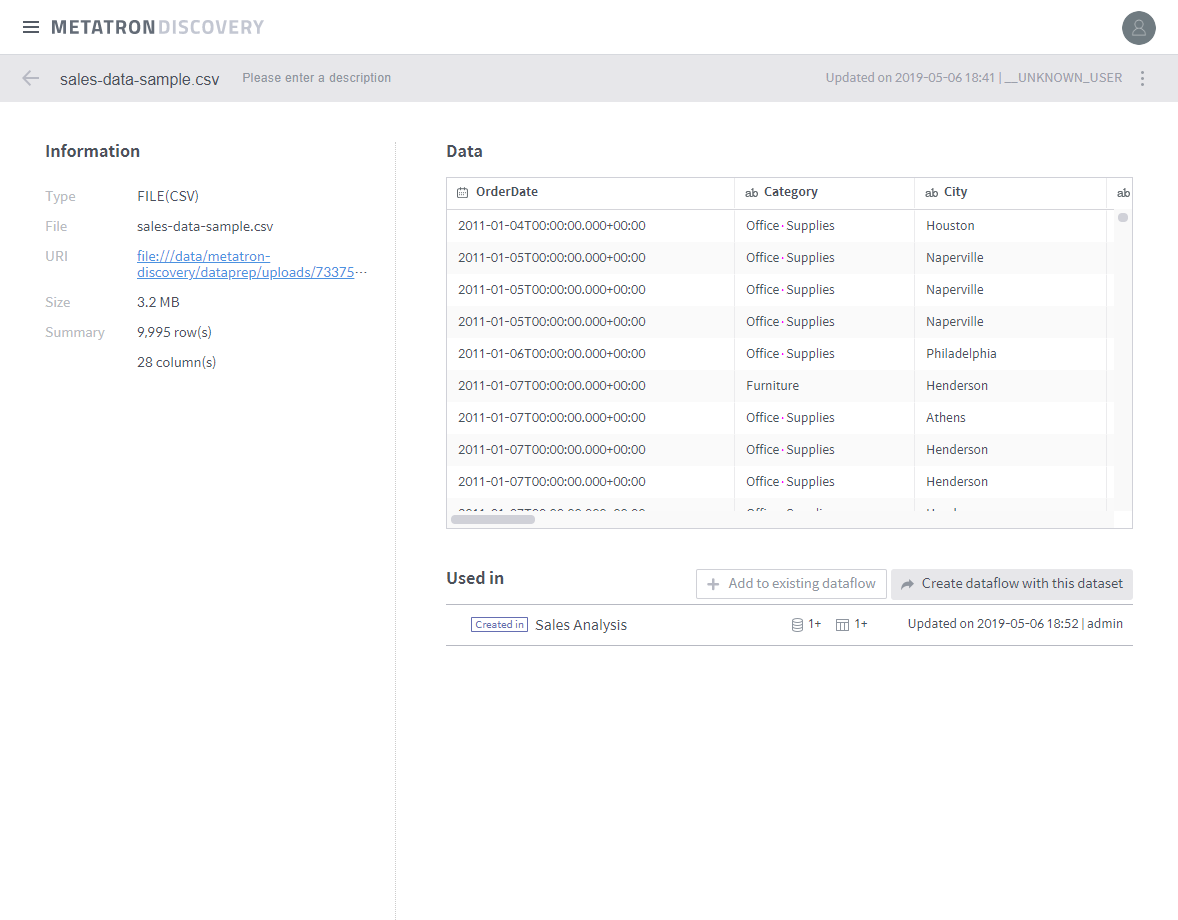 METATRONDISCOVERY
sales-data-sample.csv Please enter a description Updated on 2019-05-06 18:41 | __UNKNOWN_USER
Information
Type FILE(CSV)
File sales-data-sample.csv
URI file:///data/metatron-
discovery/dataprep/uploads/73375···
Size 3.2 MB
Summary 9,995 row(s)
28 column(s)
Data
OrderDate ab Category ab City ab
2011-01-04T00:00:00.000+00:00 Office·Supplies Houston
2011-01-05T00:00:00.000+00:00 Office·Supplies Naperville
2011-01-05T00:00:00.000+00:00 Office·Supplies Naperville
2011-01-05T00:00:00.000+00:00 Office·Supplies Naperville
2011-01-06T00:00:00.000+00:00 Office·Supplies Philadelphia
2011-01-07T00:00:00.000+00:00 Furniture Henderson
2011-01-07T00:00:00.000+00:00 Office·Supplies Athens
2011-01-07T00:00:00.000+00:00 Office·Supplies Henderson
2011-01-07T00:00:00.000+00:00 Office·Supplies Henderson
Used in
Add to existing dataflow Create dataflow with this dataset
Created in Sales Analysis 1+ 1+ Updated on 2019-05-06 18:52 | admin